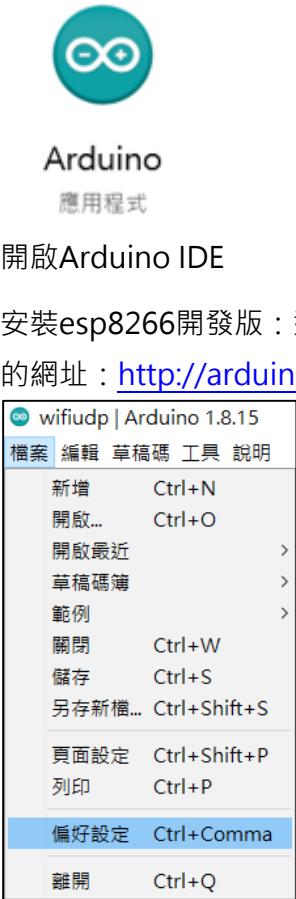 Arduino
應用程式
開啟Arduino IDE
安裝esp8266開發版：
的網址：http://arduin
wifiudp | Arduino 1.8.15
檔案 編輯 草稿碼 工具 說明
新增 Ctrl+N
開啟... Ctrl+O
開啟最近 >
草稿碼簿 >
範例 >
關閉 Ctrl+W
儲存 Ctrl+S
另存新檔... Ctrl+Shift+S
頁面設定 Ctrl+Shift+P
列印 Ctrl+P
偏好設定 Ctrl+Comma
離開 Ctrl+Q